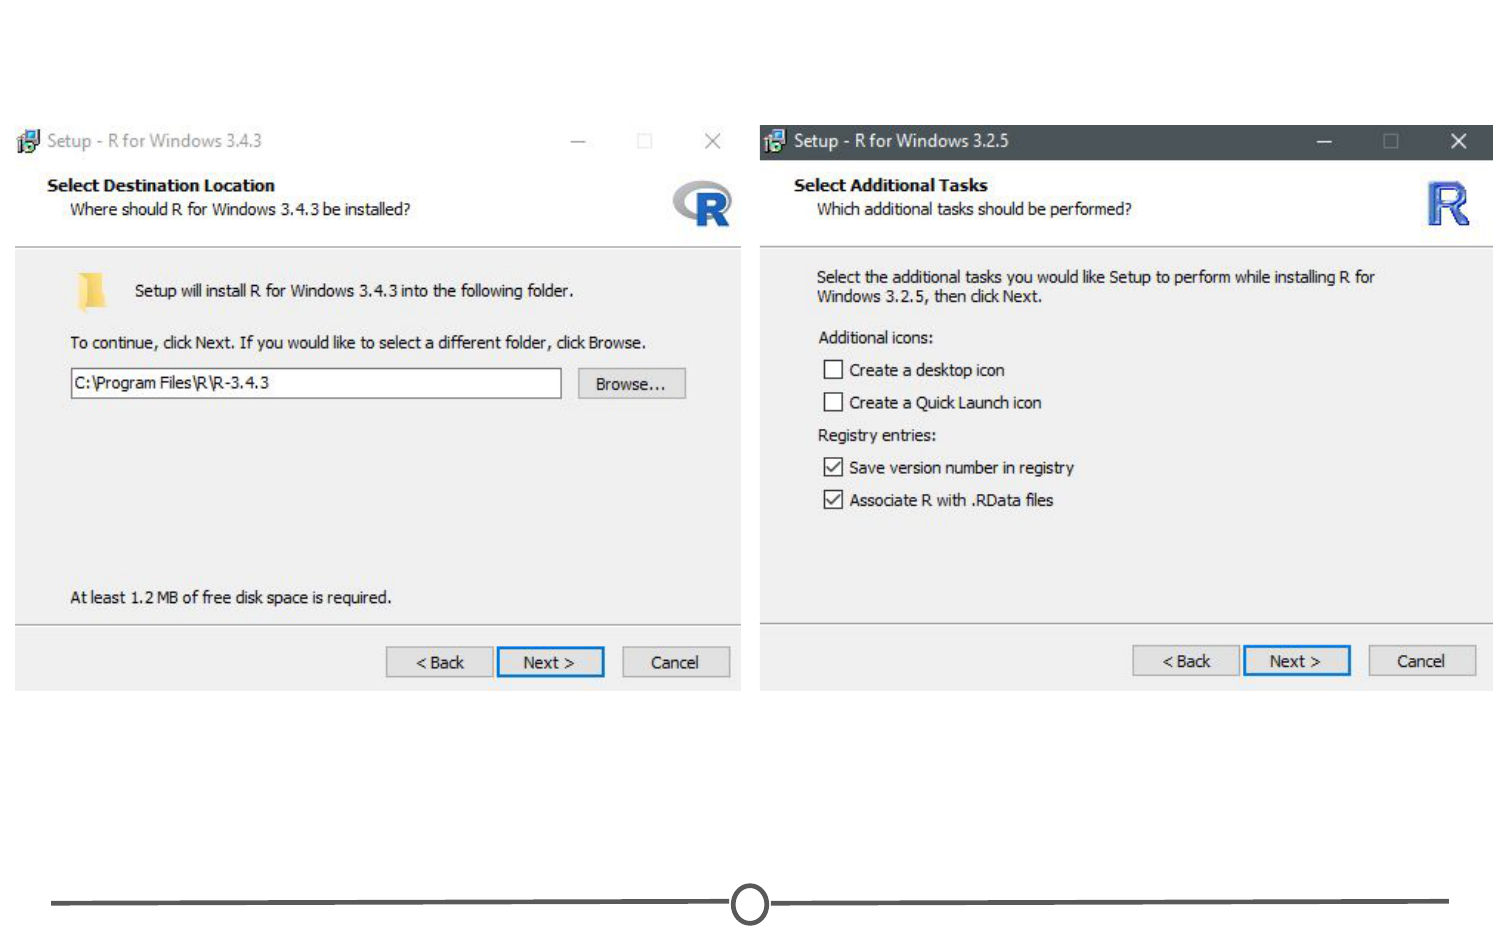 Setup - R for Windows 3.4.3
Select Destination Location
Where should R for Windows 3.4.3 be installed?
R
Setup will install R for Windows 3.4.3 into the following folder.
To continue, click Next. If you would like to select a different folder, click Browse.
C:\Program Files\R\R-3.4.3
Browse...
At least 1.2 MB of free disk space is required.
< Back
Next >
Cancel
Setup - R for Windows 3.2.5
Select Additional Tasks
Which additional tasks should be performed?
R
Select the additional tasks you would like Setup to perform while installing R for
Windows 3.2.5, then click Next.
Additional icons:
Create a desktop icon
Create a Quick Launch icon
Registry entries:
Save version number in registry
Associate R with .RData files
< Back
Next >
Cancel